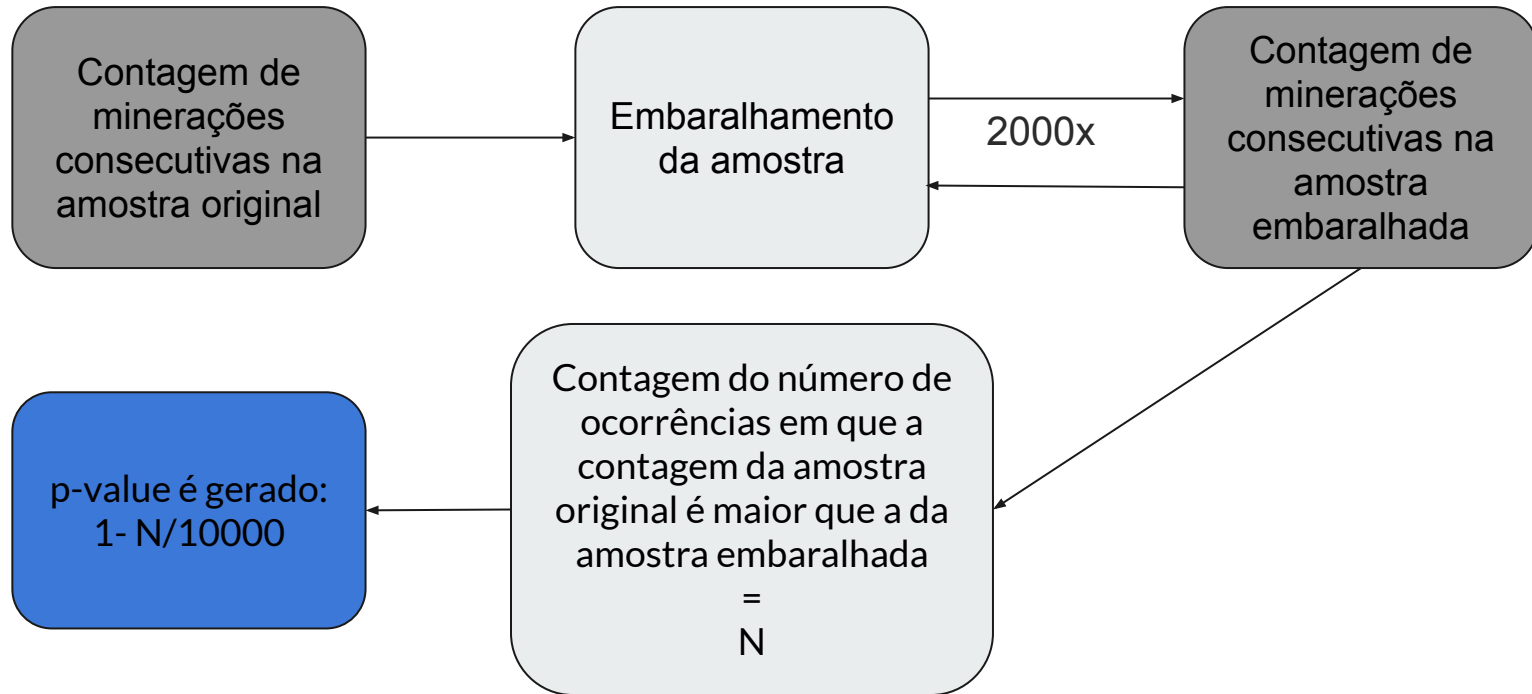 Contagem de
minerações
consecutivas na
amostra original
Embaralhamento
da amostra
2000x
Contagem de
minerações
consecutivas na
amostra
embaralhada
Contagem do número de
ocorrências em que a
contagem da amostra
original é maior que a da
amostra embaralhada
=
N
p-value é gerado:
1- N/10000